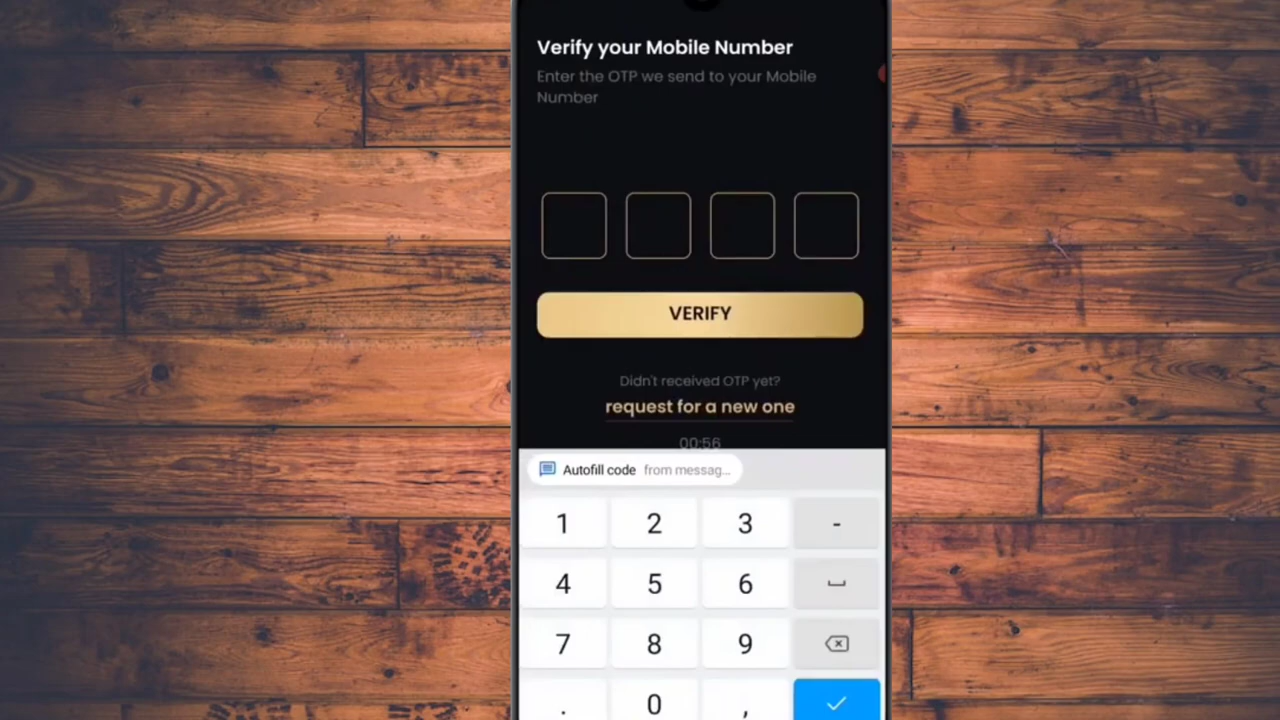 Verify your Mobile Number
Enter the OTP we send to your Mobile
Number
VERIFY
Didn't received OTP yet?
request for a new one
00:56
Autofill code from messag...
1 2 3 -
4 5 6
7 8 9
. 0 ,